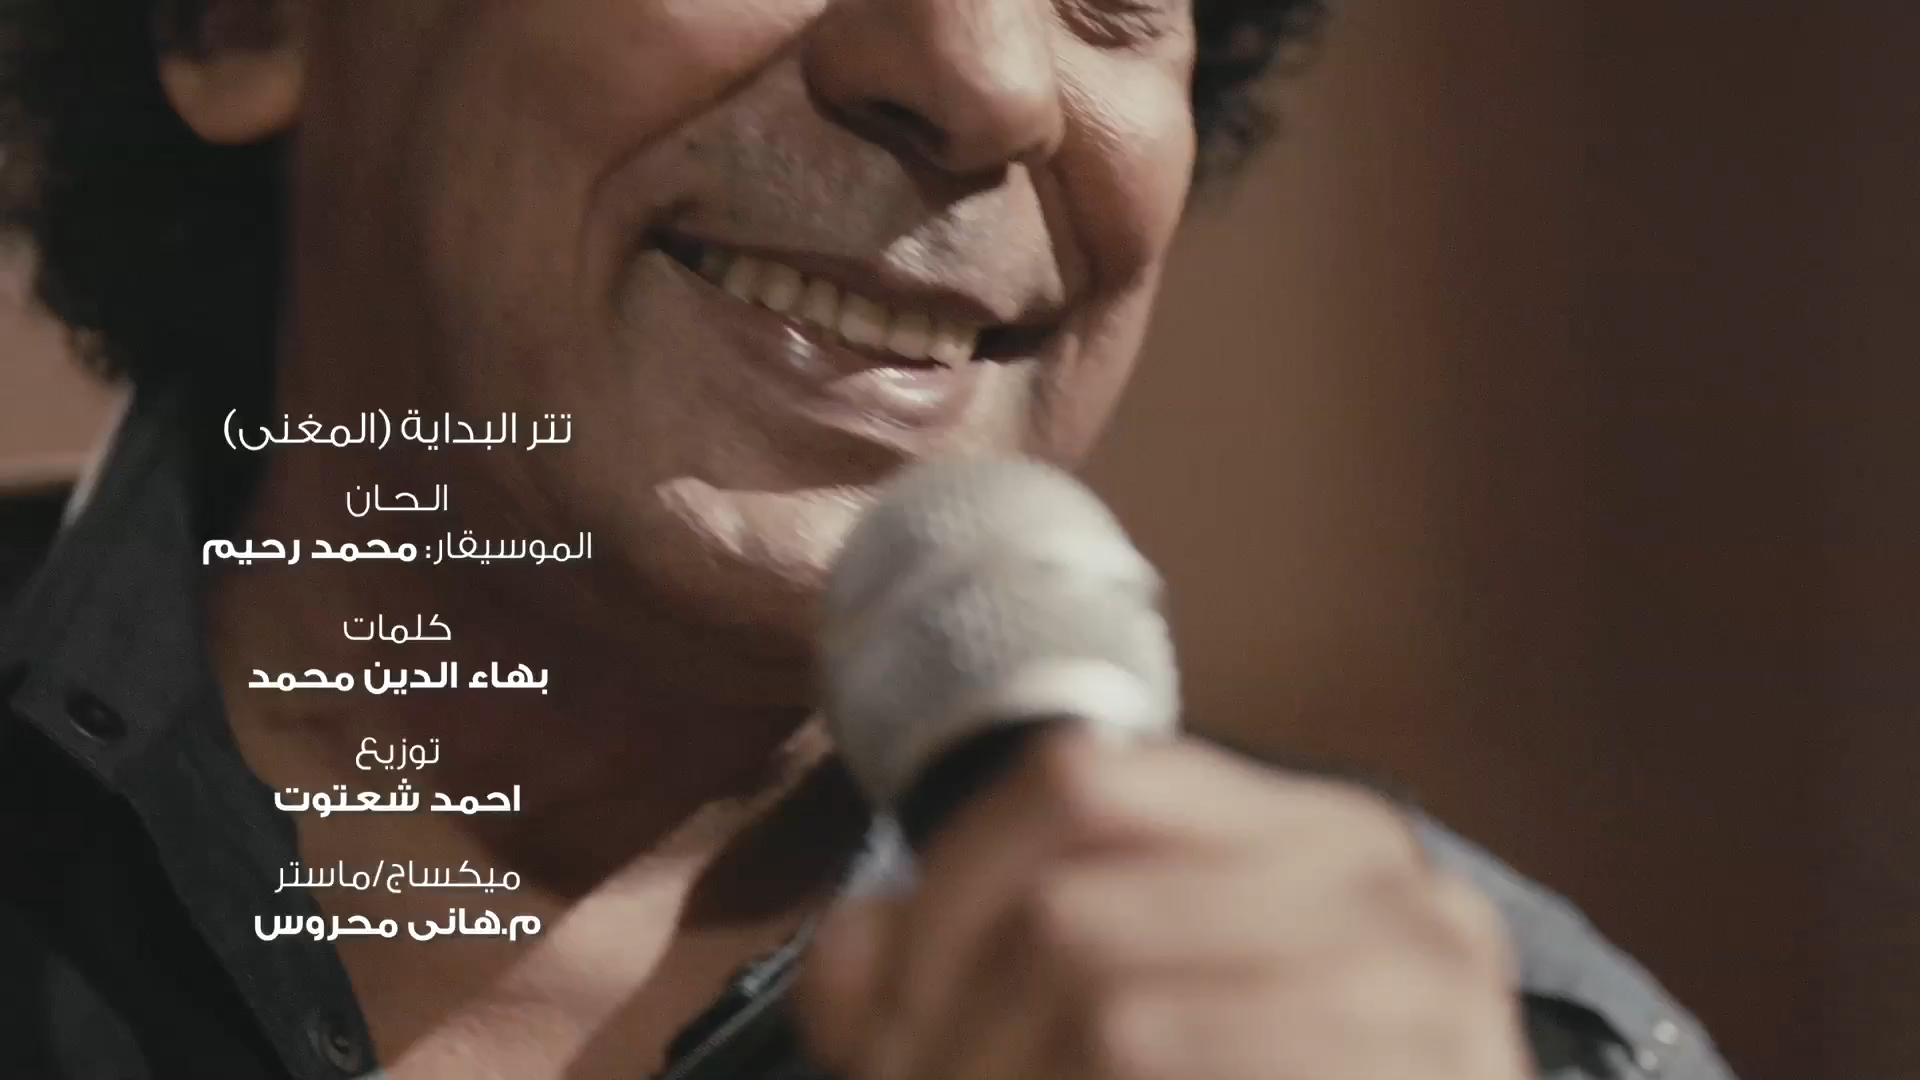 تتر البداية (المغنى)
الحان
الموسيقار: محمد رحيم
كلمات
بهاء الدين محمد
توزيع
احمد شعتوت
ميكساج/ماستر
م.هانى محروس